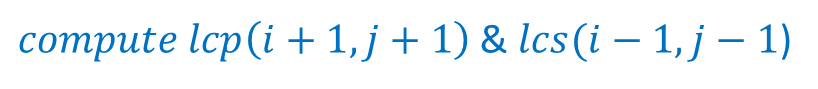 compute lcp(i + 1, j + 1) & lcs(i − 1, j − 1)